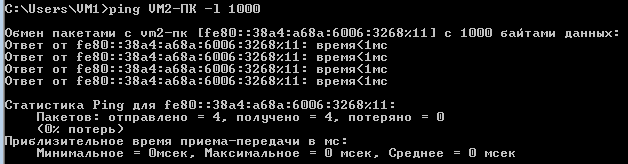 C:\Users\VM1>ping VM2-ПК -l 1000
Обмен пакетами с vm2-пк [fe80::38a4:a68a:6006:3268%11] с 1000 байтами данных:
Ответ от fe80::38a4:a68a:6006:3268%11: время<1мс
Ответ от fe80::38a4:a68a:6006:3268%11: время<1мс
Ответ от fe80::38a4:a68a:6006:3268%11: время<1мс
Ответ от fe80::38a4:a68a:6006:3268%11: время<1мс
Статистика Ping для fe80::38a4:a68a:6006:3268%11:
Пакетов: отправлено = 4, получено = 4, потеряно = 0
(0% потерь)
Приблизительное время приема-передачи в мс:
Минимальное = 0мсек, Максимальное = 0 мсек, Среднее = 0 мсек